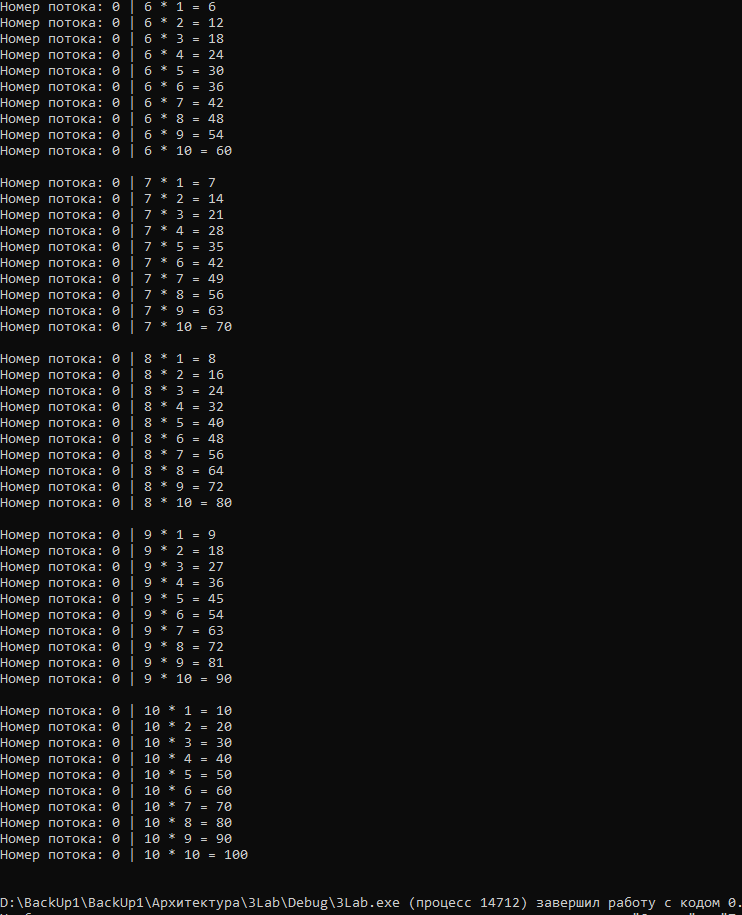 Номер потока: 0 | 6 * 1 = 6
Номер потока: 0 | 6 * 2 = 12
Номер потока: 0 | 6 * 3 = 18
Номер потока: 0 | 6 * 4 = 24
Номер потока: 0 | 6 * 5 = 30
Номер потока: 0 | 6 * 6 = 36
Номер потока: 0 | 6 * 7 = 42
Номер потока: 0 | 6 * 8 = 48
Номер потока: 0 | 6 * 9 = 54
Номер потока: 0 | 6 * 10 = 60
Номер потока: 0 | 7 * 1 = 7
Номер потока: 0 | 7 * 2 = 14
Номер потока: 0 | 7 * 3 = 21
Номер потока: 0 | 7 * 4 = 28
Номер потока: 0 | 7 * 5 = 35
Номер потока: 0 | 7 * 6 = 42
Номер потока: 0 | 7 * 7 = 49
Номер потока: 0 | 7 * 8 = 56
Номер потока: 0 | 7 * 9 = 63
Номер потока: 0 | 7 * 10 = 70
Номер потока: 0 | 8 * 1 = 8
Номер потока: 0 | 8 * 2 = 16
Номер потока: 0 | 8 * 3 = 24
Номер потока: 0 | 8 * 4 = 32
Номер потока: 0 | 8 * 5 = 40
Номер потока: 0 | 8 * 6 = 48
Номер потока: 0 | 8 * 7 = 56
Номер потока: 0 | 8 * 8 = 64
Номер потока: 0 | 8 * 9 = 72
Номер потока: 0 | 8 * 10 = 80
Номер потока: 0 | 9 * 1 = 9
Номер потока: 0 | 9 * 2 = 18
Номер потока: 0 | 9 * 3 = 27
Номер потока: 0 | 9 * 4 = 36
Номер потока: 0 | 9 * 5 = 45
Номер потока: 0 | 9 * 6 = 54
Номер потока: 0 | 9 * 7 = 63
Номер потока: 0 | 9 * 8 = 72
Номер потока: 0 | 9 * 9 = 81
Номер потока: 0 | 9 * 10 = 90
Номер потока: 0 | 10 * 1 = 10
Номер потока: 0 | 10 * 2 = 20
Номер потока: 0 | 10 * 3 = 30
Номер потока: 0 | 10 * 4 = 40
Номер потока: 0 | 10 * 5 = 50
Номер потока: 0 | 10 * 6 = 60
Номер потока: 0 | 10 * 7 = 70
Номер потока: 0 | 10 * 8 = 80
Номер потока: 0 | 10 * 9 = 90
Номер потока: 0 | 10 * 10 = 100
D:\BackUp1\BackUp1\Архитектура\3Lab\Debug\3Lab.exe (процесс 14712) завершил работу с кодом 0.